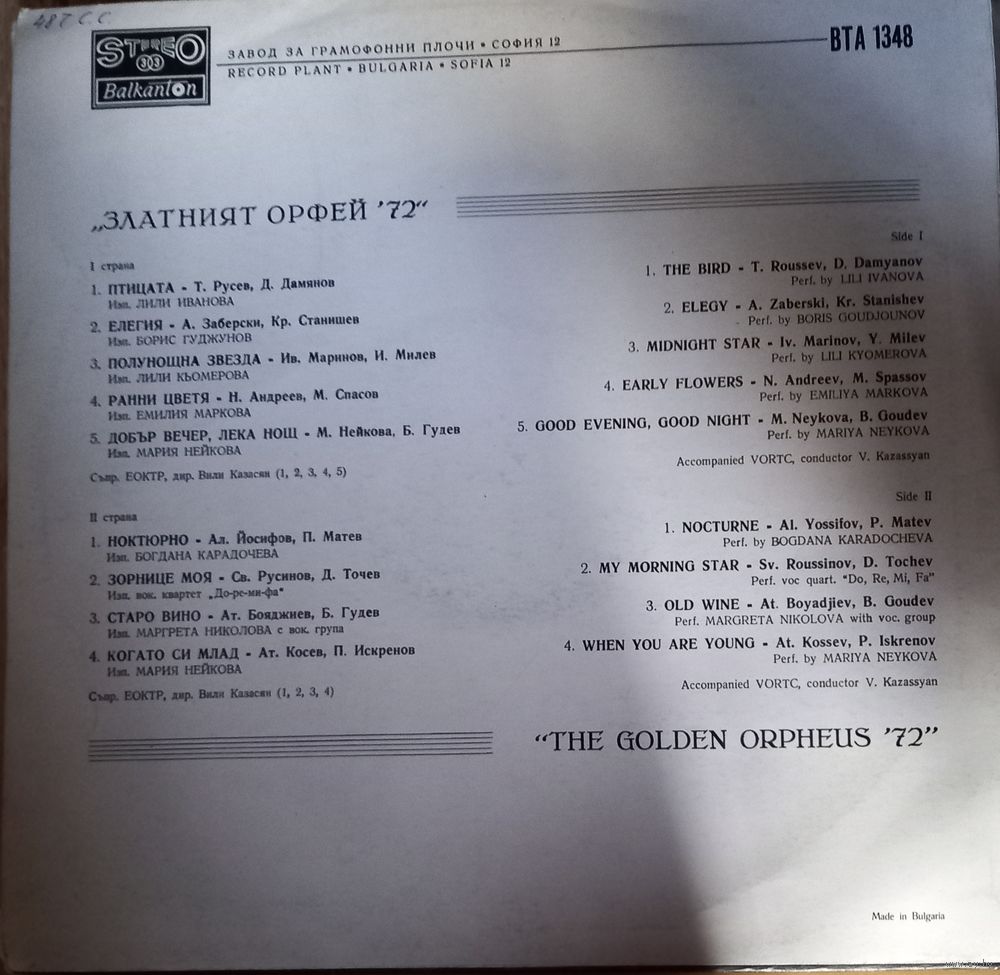 487 C.C.
STEREO
33
Balkanton
ЗАВОД ЗА ГРАМОФОННИ ПЛОЧИ • СОФИЯ 12
RECORD PLANT • BULGARIA • SOFIA 12
ВТА 1348
„ЗЛАТНИЯТ ОРФЕЙ ’72“
I страна
1. ПТИЦАТА - Т. Русев, Д. Дамянов
Изп. ЛИЛИ ИВАНОВА
2. ЕЛЕГИЯ - А. Заберски, Кр. Станишев
Изп. БОРИС ГУДЖУНОВ
3. ПОЛУНОЩНА ЗВЕЗДА - Ив. Маринов, И. Милев
Изп. ЛИЛИ КЬОМЕРОВА
4. РАННИ ЦВЕТЯ - Н. Андреев, М. Спасов
Изп. ЕМИЛИЯ МАРКОВА
5. ДОБЪР ВЕЧЕР, ЛЕКА НОЩ - М. Нейкова, Б. Гудев
Изп. МАРИЯ НЕЙКОВА
Съпр. ЕОКТР, дир. Вили Казасян (1, 2, 3, 4, 5)
II страна
1. НОКТЮРНО - Ал. Йосифов, П. Матев
Изп. БОГДАНА КАРАДОЧЕВА
2. ЗОРНИЦЕ МОЯ - Св. Русинов, Д. Точев
Изп. вок. квартет „До-ре-ми-фа“
3. СТАРО ВИНО - Ат. Бояджиев, Б. Гудев
Изп. МАРГРЕТА НИКОЛОВА с вок. група
4. КОГАТО СИ МЛАД - Ат. Косев, П. Искренов
Изп. МАРИЯ НЕЙКОВА
Съпр. ЕОКТР, дир. Вили Казасян (1, 2, 3, 4)
Side I
1. THE BIRD - T. Roussev, D. Damyanov
Perf. by LILI IVANOVA
2. ELEGY - A. Zaberski, Kr. Stanishev
Perf. by BORIS GOUDJOUNOV
3. MIDNIGHT STAR - Iv. Marinov, Y. Milev
Perf. by LILI KYOMEROVA
4. EARLY FLOWERS - N. Andreev, M. Spassov
Perf. by EMILIYA MARKOVA
5. GOOD EVENING, GOOD NIGHT - M. Neykova, B. Goudev
Perf. by MARIYA NEYKOVA
Accompanied VORTC, conductor V. Kazassyan
Side II
1. NOCTURNE - Al. Yossifov, P. Matev
Perf. by BOGDANA KARADOCHEVA
2. MY MORNING STAR - Sv. Roussinov, D. Tochev
Perf. voc quart. “Do, Re, Mi, Fa”
3. OLD WINE - At. Boyadjiev, B. Goudev
Perf. MARGRETA NIKOLOVA with voc. group
4. WHEN YOU ARE YOUNG - At. Kossev, P. Iskrenov
Perf. by MARIYA NEYKOVA
Accompanied VORTC, conductor V. Kazassyan
“THE GOLDEN ORPHEUS ’72”
Made in Bulgaria